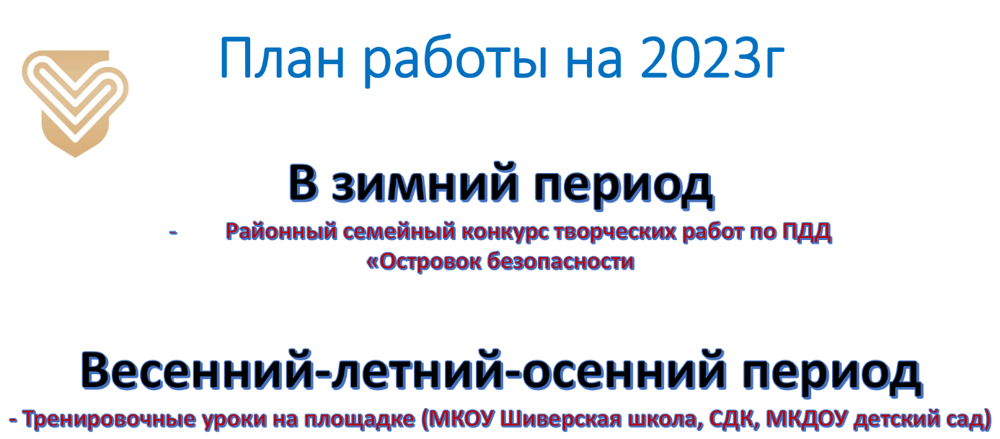 План работы на 2023г
В зимний период
- Районный семейный конкурс творческих работ по ПДД
«Островок безопасности
Весенний-летний-осенний период
- Тренировочные уроки на площадке (МКОУ Шиверская школа, СДК, МКДОУ детский сад)